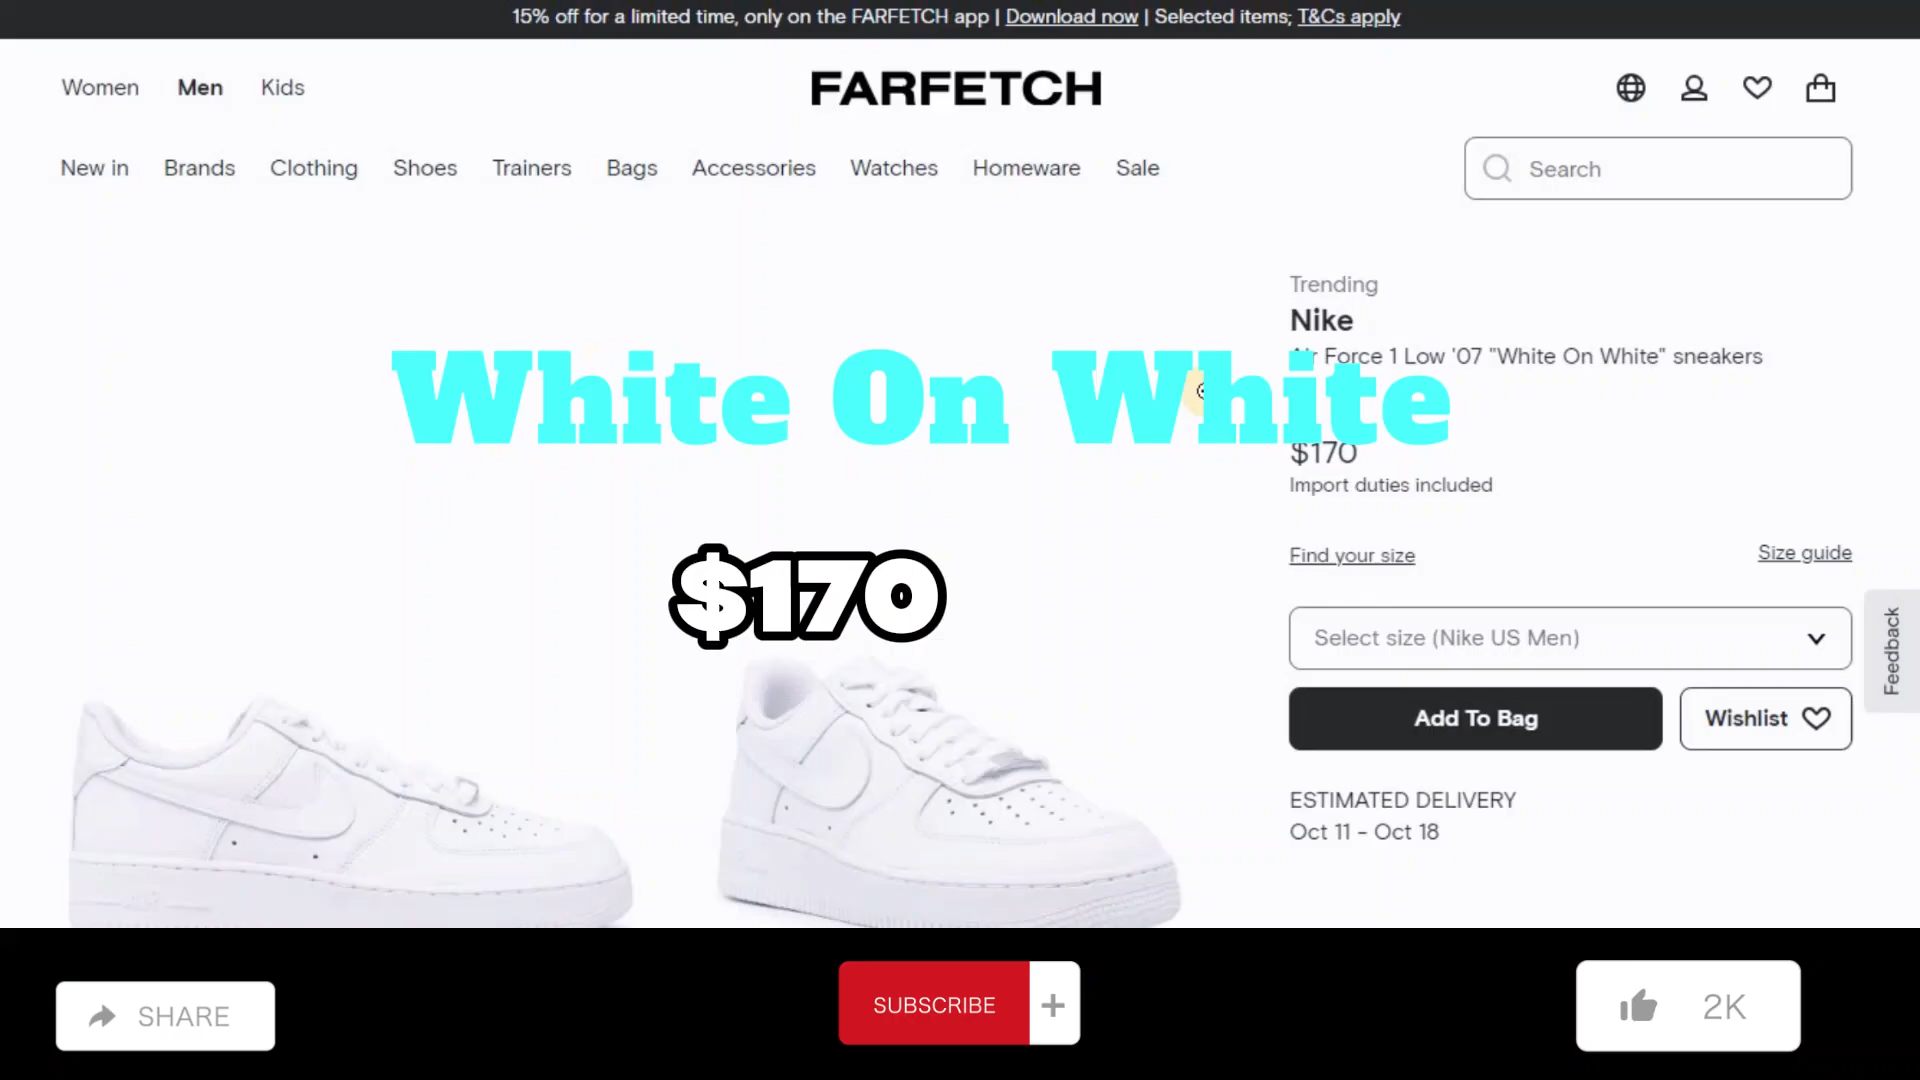 15% off for a limited time, only on the FARFETCH app | Download now | Selected items; T&Cs apply
Women Men Kids
FARFETCH
New in Brands Clothing Shoes Trainers Bags Accessories Watches Homeware Sale
Search
Trending
Nike
Air Force 1 Low '07 "White On White" sneakers
White On White
$170
Import duties included
Find your size
Size guide
$170
Select size (Nike US Men)
Feedback
Add To Bag
Wishlist
ESTIMATED DELIVERY
Oct 11 - Oct 18
SHARE
SUBSCRIBE +
2K